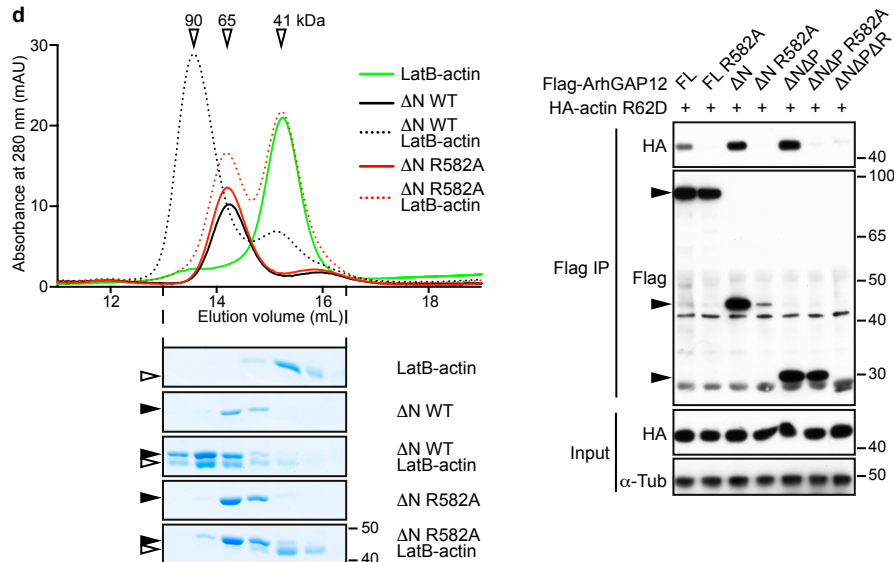 d
90 65 41 kDa
30
20
10
0
Absorbance at 280 nm (mAU)
LatB-actin
ΔN WT
ΔN WT
LatB-actin
ΔN R582A
ΔN R582A
LatB-actin
12 14 16 18
Elution volume (mL)
LatB-actin
ΔN WT
ΔN WT
LatB-actin
ΔN R582A
ΔN R582A
LatB-actin
50
40
Flag-ArhGAP12
FL
FL R582A
ΔN
ΔN R582A
ΔNΔP
ΔNΔP R582A
ΔNΔPΔR
HA-actin R62D + + + + + + +
Flag IP
HA
40
100
65
Flag
50
40
30
Input
HA
40
α-Tub
50